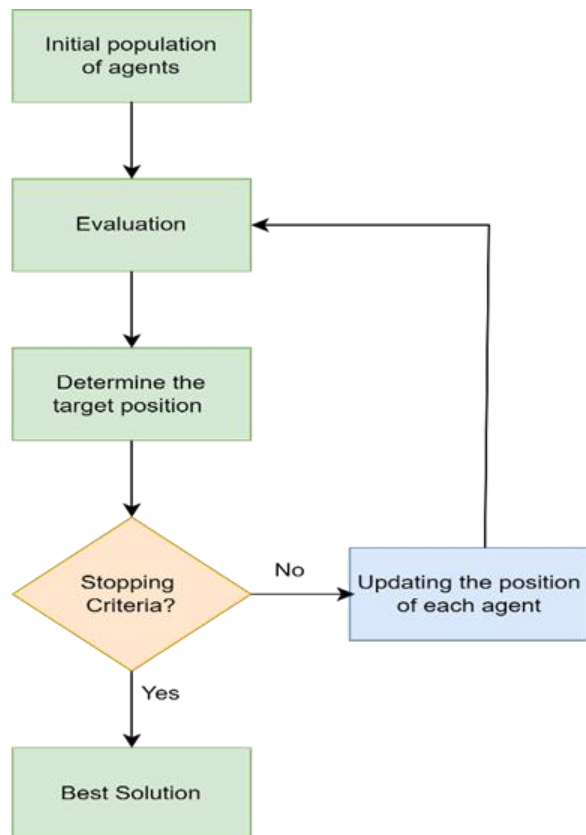 Initial population
of agents
Evaluation
Determine the
target position
Stopping
Criteria?
No
Updating the position
of each agent
Yes
Best Solution